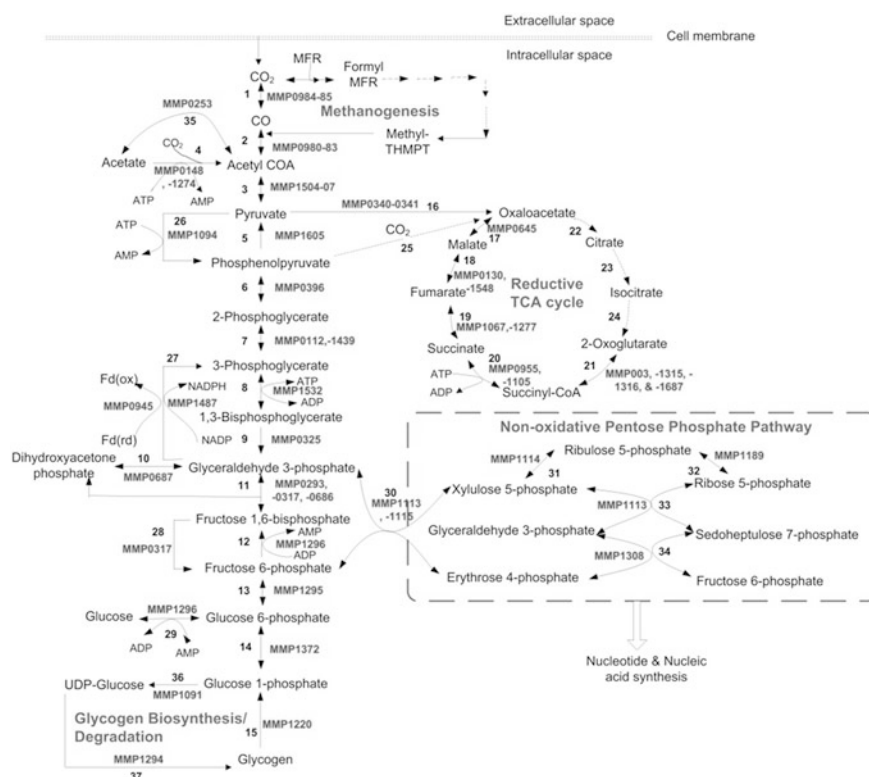 Extracellular space
Cell membrane
Intracellular space
MFR
CO2
Formyl
MFR
1
MMP0984-85
Methanogenesis
MMP0253
35
CO
CO2
4
2
MMP0980-83
Methyl-
THMPT
Acetate
Acetyl COA
MMP0148
, -1274
3
MMP1504-07
ATP
AMP
Pyruvate
MMP0340-0341
16
Oxaloacetate
26
ATP
MMP1094
AMP
5
MMP1605
CO2
25
Malate
17
MMP0645
22
Citrate
Phosphenolpyruvate
18
MMP0130,
-1548
23
6
MMP0396
Fumarate
Reductive
TCA cycle
Isocitrate
2-Phosphoglycerate
19
MMP1067,-1277
24
7
MMP0112,-1439
Succinate
2-Oxoglutarate
27
3-Phosphoglycerate
20
MMP0955,
-1105
21
MMP003, -1315, -
1316, & -1687
Fd(ox)
NADPH
8
ATP
MMP1532
ADP
ATP
ADP
Succinyl-CoA
MMP0945
MMP1487
1,3-Bisphosphoglycerate
Fd(rd)
NADP
9
MMP0325
Non-oxidative Pentose Phosphate Pathway
Dihydroxyacetone
phosphate
10
MMP0687
Glyceraldehyde 3-phosphate
MMP1114
Ribulose 5-phosphate
MMP1189
31
32
11
MMP0293,
-0317, -0686
30
MMP1113
, -1115
Xylulose 5-phosphate
Ribose 5-phosphate
MMP1113
33
Fructose 1,6-bisphosphate
28
MMP0317
12
AMP
MMP1296
ADP
Glyceraldehyde 3-phosphate
Sedoheptulose 7-phosphate
MMP1308
34
Fructose 6-phosphate
Erythrose 4-phosphate
Fructose 6-phosphate
13
MMP1295
Glucose
MMP1296
Glucose 6-phosphate
29
ADP
AMP
14
MMP1372
Nucleotide & Nucleic
acid synthesis
UDP-Glucose
36
MMP1091
Glucose 1-phosphate
Glycogen Biosynthesis/
Degradation
15
MMP1220
MMP1294
37
Glycogen